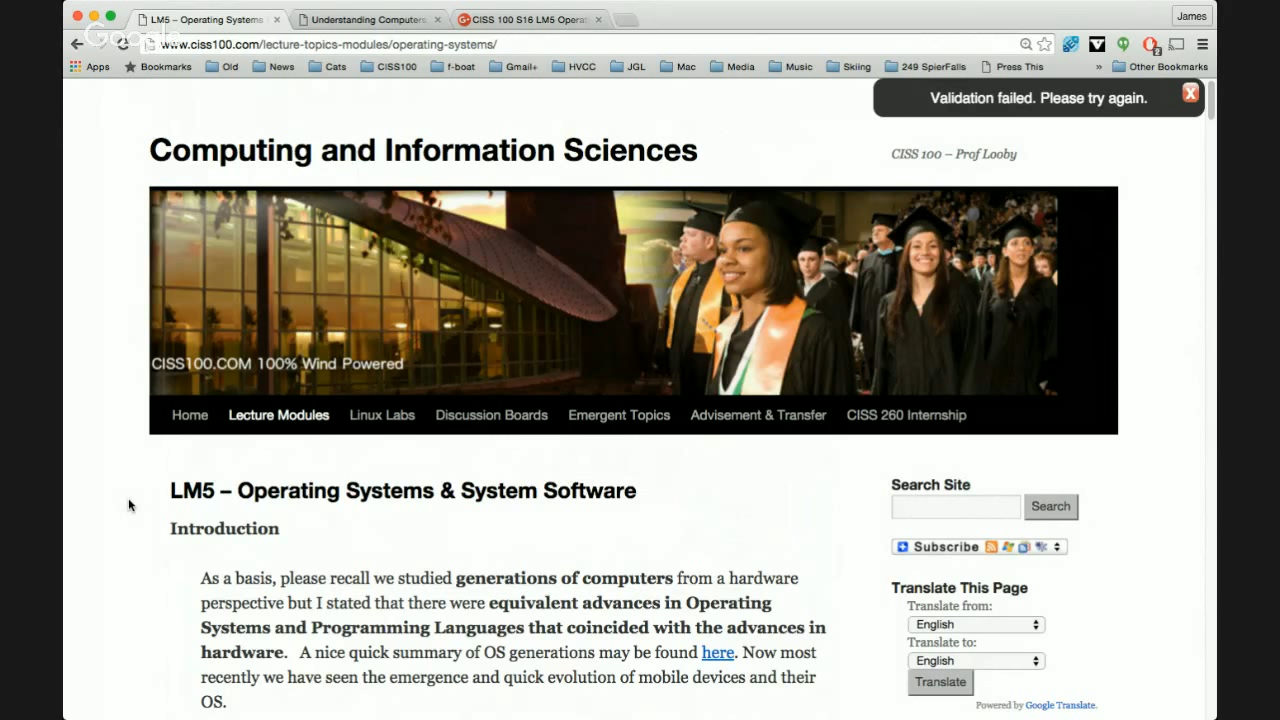 LM5 – Operating Systems
Understanding Computers
CISS 100 S16 LM5 Operati
James
Google
www.ciss100.com/lecture-topics-modules/operating-systems/
2
Apps
Bookmarks
Old
News
Cats
CISS100
f-boat
Gmail+
HVCC
JGL
Mac
Media
Music
Skiing
249 SpierFalls
Press This
»
Other Bookmarks
Validation failed. Please try again.
Computing and Information Sciences
CISS 100 – Prof Looby
CISS100.COM 100% Wind Powered
Home
Lecture Modules
Linux Labs
Discussion Boards
Emergent Topics
Advisement & Transfer
CISS 260 Internship
LM5 – Operating Systems & System Software
Introduction
As a basis, please recall we studied generations of computers from a hardware
perspective but I stated that there were equivalent advances in Operating
Systems and Programming Languages that coincided with the advances in
hardware. A nice quick summary of OS generations may be found here. Now most
recently we have seen the emergence and quick evolution of mobile devices and their
OS.
Search Site
Search
Subscribe
Translate This Page
Translate from:
English
Translate to:
English
Translate
Powered by Google Translate.